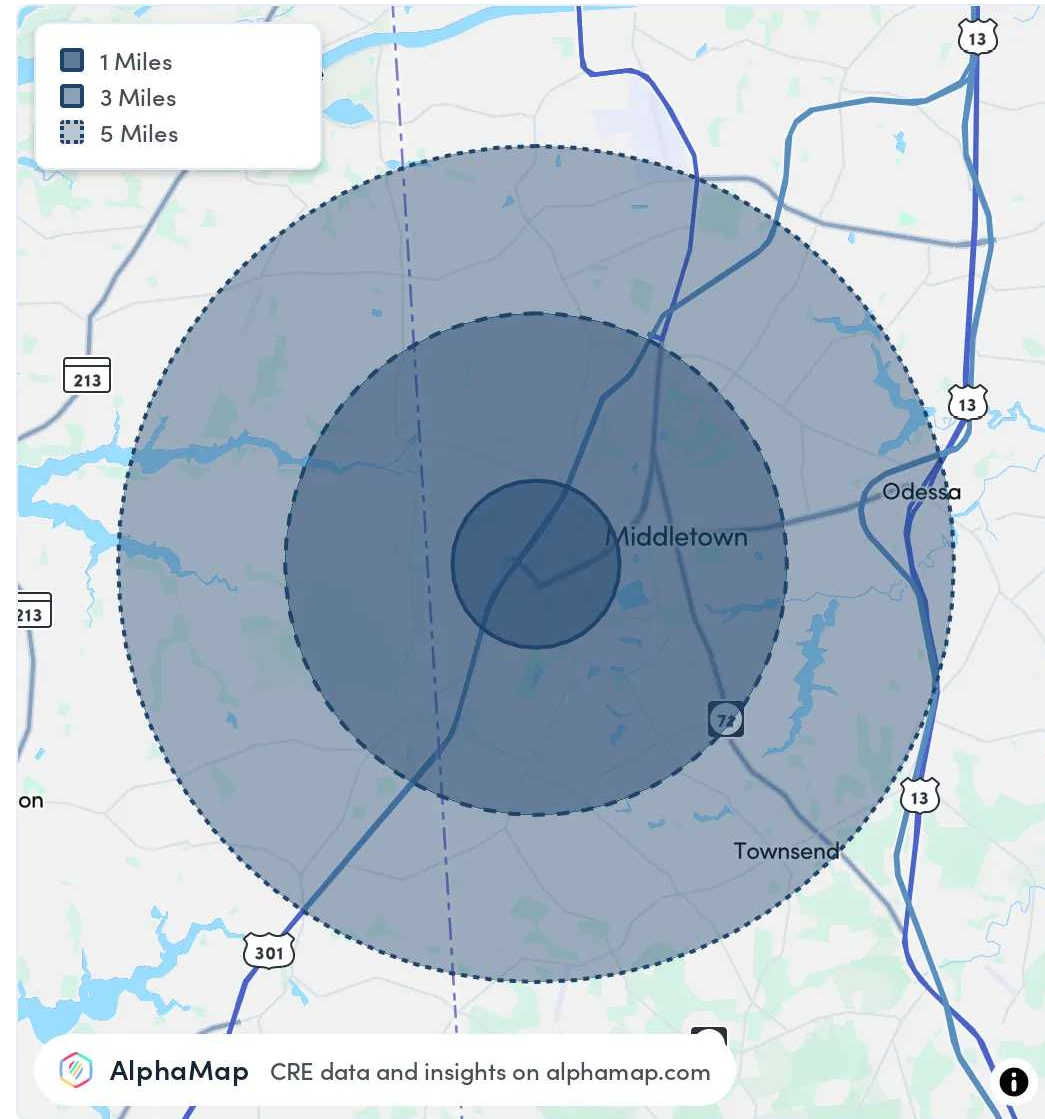 1 Miles
3 Miles
5 Miles
13
213
13
Odessa
Middletown
213
71
on
13
Townsend
301
AlphaMap CRE data and insights on alphamap.com